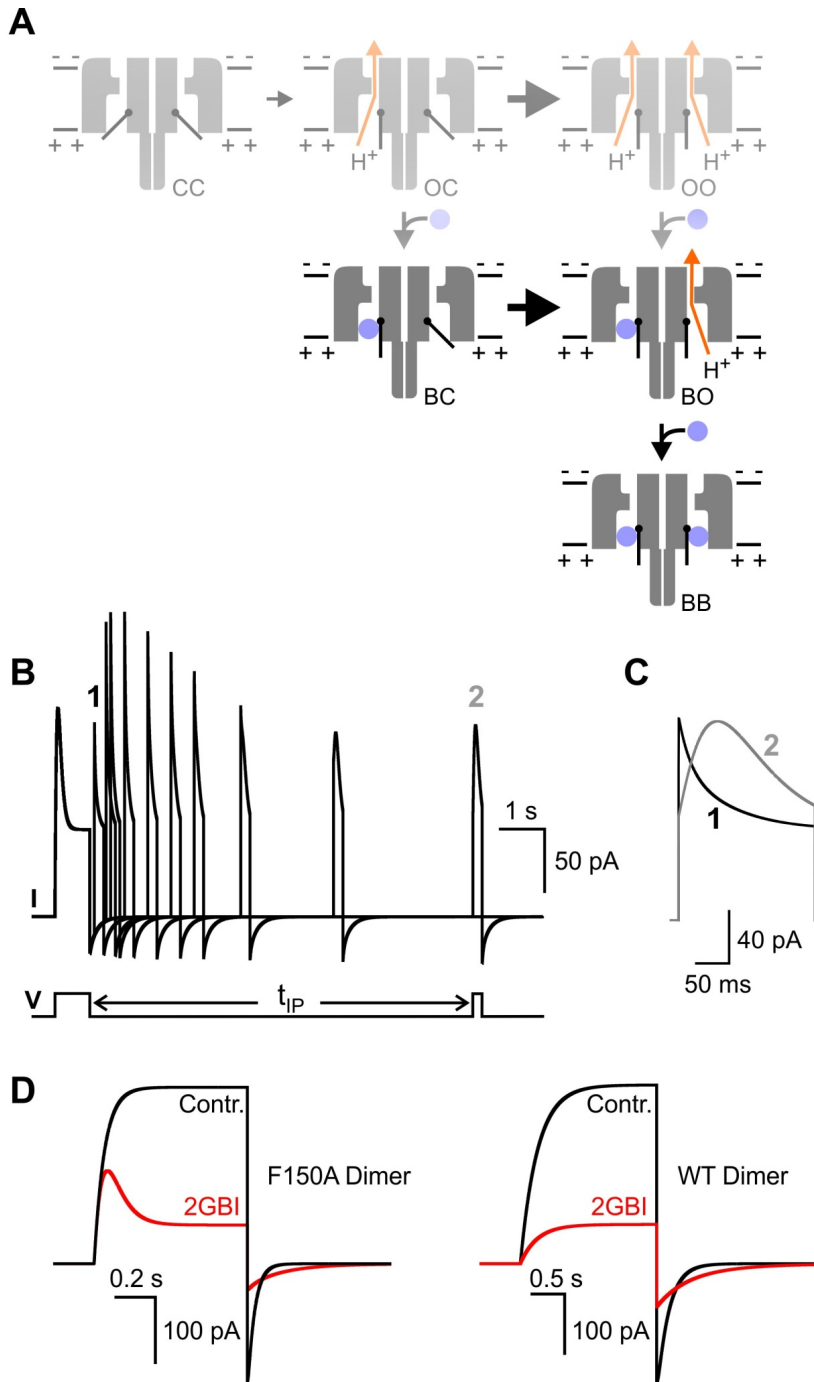 A
- -
- -
- -
- -
- -
- -
+ +
CC
+ +
+ +
H+
OC
+ +
+ +
H+
H+
OO
+ +
- -
- -
- -
- -
+ +
BC
+ +
+ +
H+
BO
+ +
- -
- -
+ +
BB
+ +
B
1
2
1 s
50 pA
I
V
tIP
C
2
1
40 pA
50 ms
D
Contr.
F150A Dimer
2GBI
0.2 s
100 pA
Contr.
WT Dimer
2GBI
0.5 s
100 pA